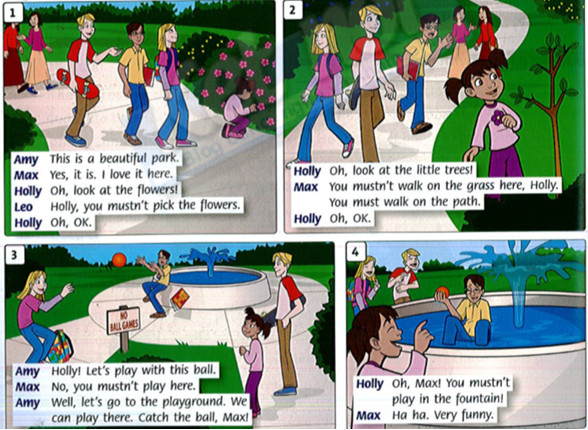 1
Amy This is a beautiful park.
Max Yes, it is. I love it here.
Holly Oh, look at the flowers!
Leo Holly, you mustn't pick the flowers.
Holly Oh, OK.
2
Holly Oh, look at the little trees!
Max You mustn't walk on the grass here, Holly.
You must walk on the path.
Holly Oh, OK.
3
NO
BALL GAMES
Amy Holly! Let's play with this ball.
Max No, you mustn't play here.
Amy Well, let's go to the playground. We
can play there. Catch the ball, Max!
4
Holly Oh, Max! You mustn't
play in the fountain!
Max Ha ha. Very funny.